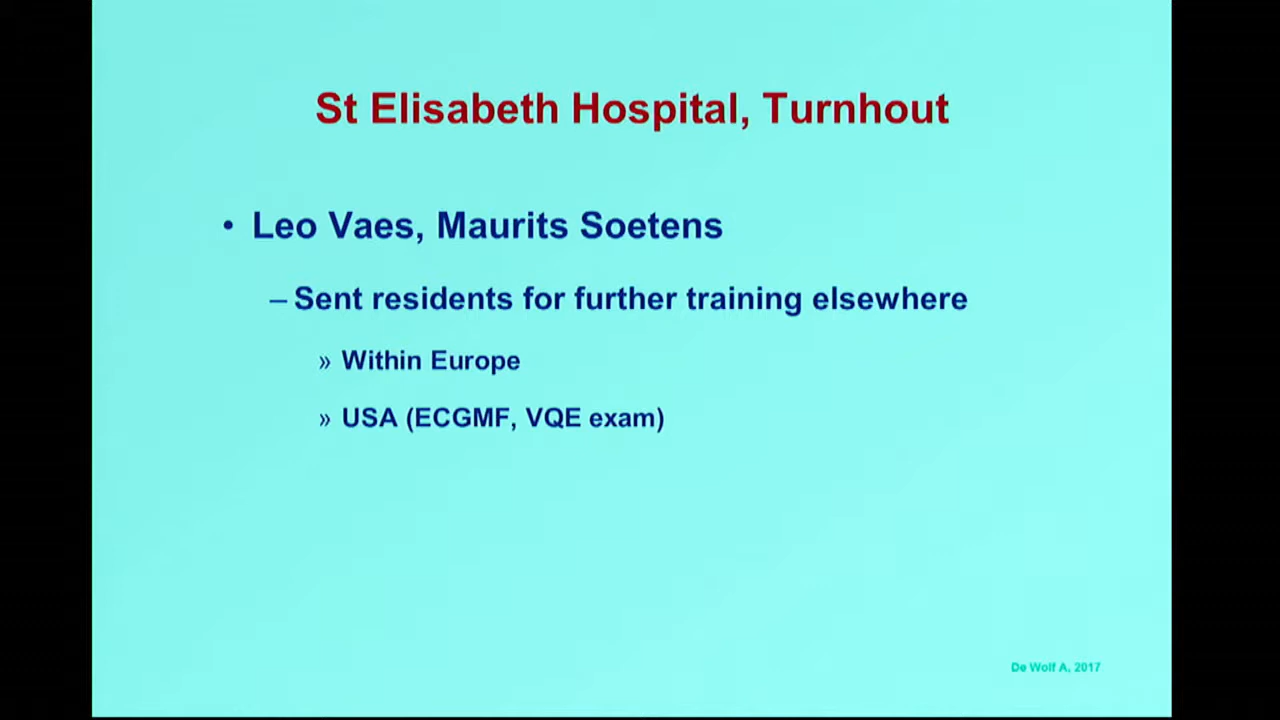 St Elisabeth Hospital, Turnhout
• Leo Vaes, Maurits Soetens
– Sent residents for further training elsewhere
» Within Europe
» USA (ECGMF, VQE exam)
De Wolf A, 2017